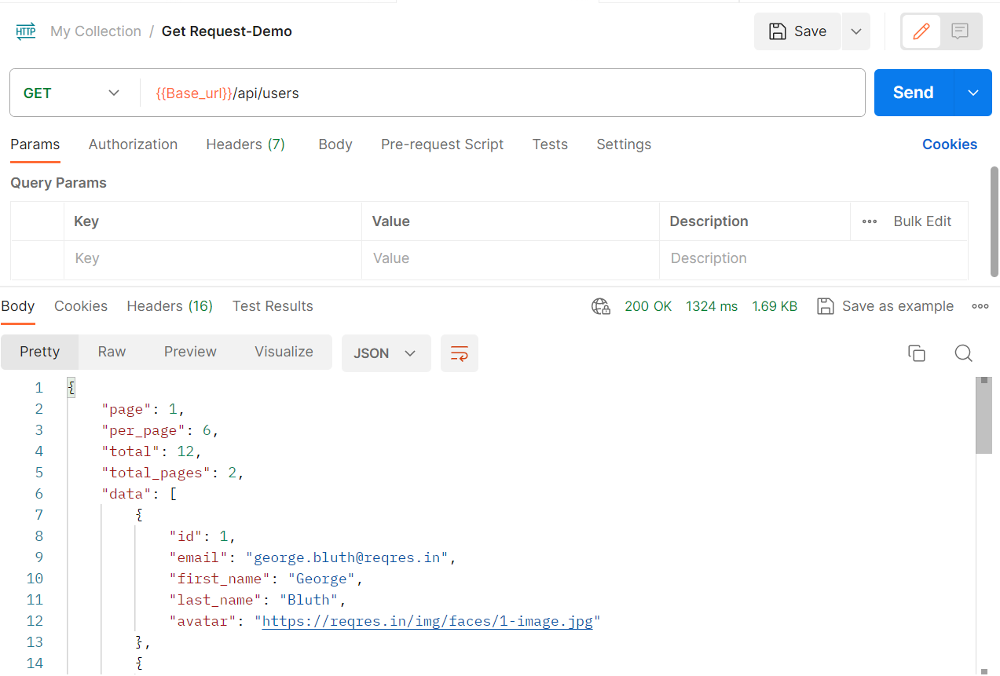 HTTP My Collection / Get Request-Demo Save
GET {{Base_url}}/api/users Send
Params Authorization Headers (7) Body Pre-request Script Tests Settings Cookies
Query Params
Key Value Description Bulk Edit
Key Value Description
Body Cookies Headers (16) Test Results 200 OK 1324 ms 1.69 KB Save as example
Pretty Raw Preview Visualize JSON
1 {
2 "page": 1,
3 "per_page": 6,
4 "total": 12,
5 "total_pages": 2,
6 "data": [
7 {
8 "id": 1,
9 "email": "george.bluth@reqres.in",
10 "first_name": "George",
11 "last_name": "Bluth",
12 "avatar": "https://reqres.in/img/faces/1-image.jpg"
13 },
14 {